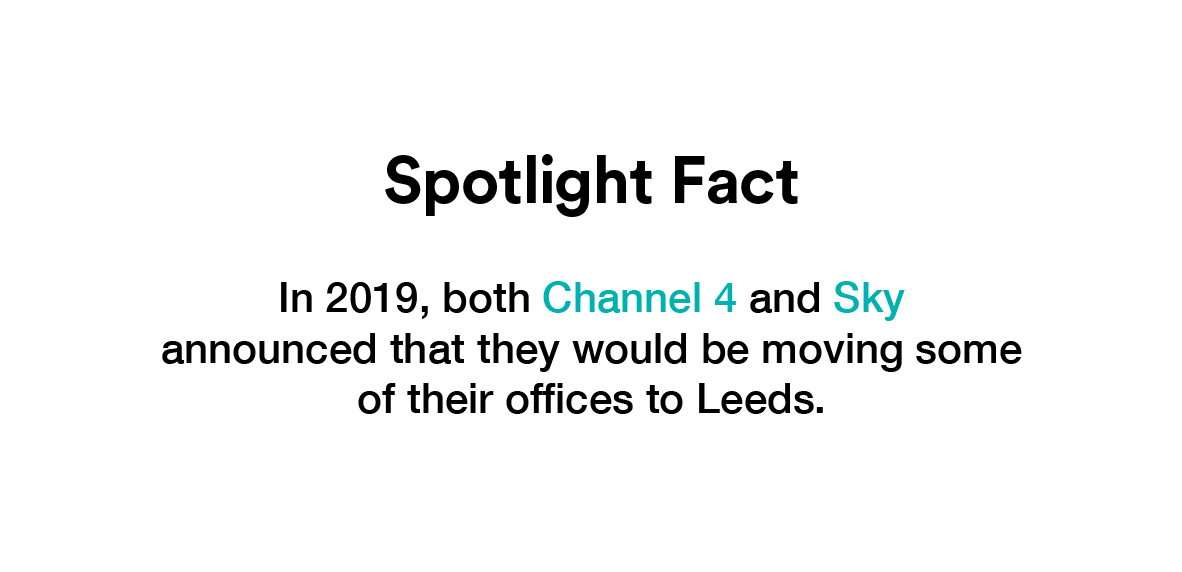 Spotlight Fact
In 2019, both Channel 4 and Sky
announced that they would be moving some
of their offices to Leeds.